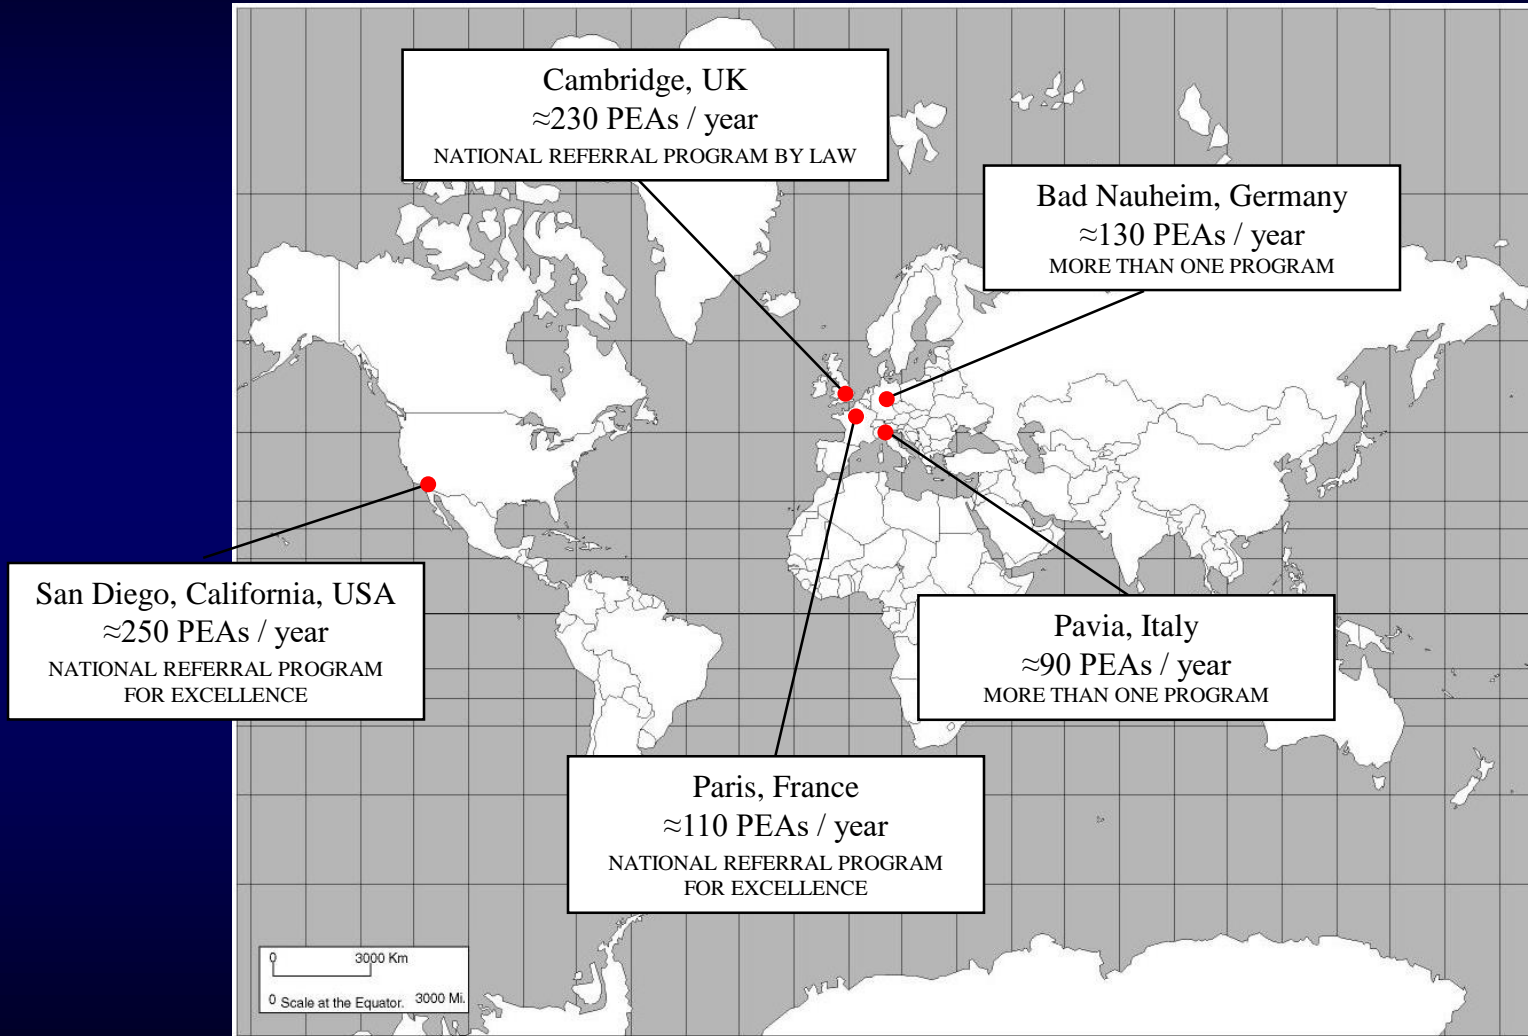 Cambridge, UK
≈230 PEAs / year
NATIONAL REFERRAL PROGRAM BY LAW
Bad Nauheim, Germany
≈130 PEAs / year
MORE THAN ONE PROGRAM
San Diego, California, USA
≈250 PEAs / year
NATIONAL REFERRAL PROGRAM
FOR EXCELLENCE
Pavia, Italy
≈90 PEAs / year
MORE THAN ONE PROGRAM
Paris, France
≈110 PEAs / year
NATIONAL REFERRAL PROGRAM
FOR EXCELLENCE
0 3000 Km
0 Scale at the Equator. 3000 Mi.